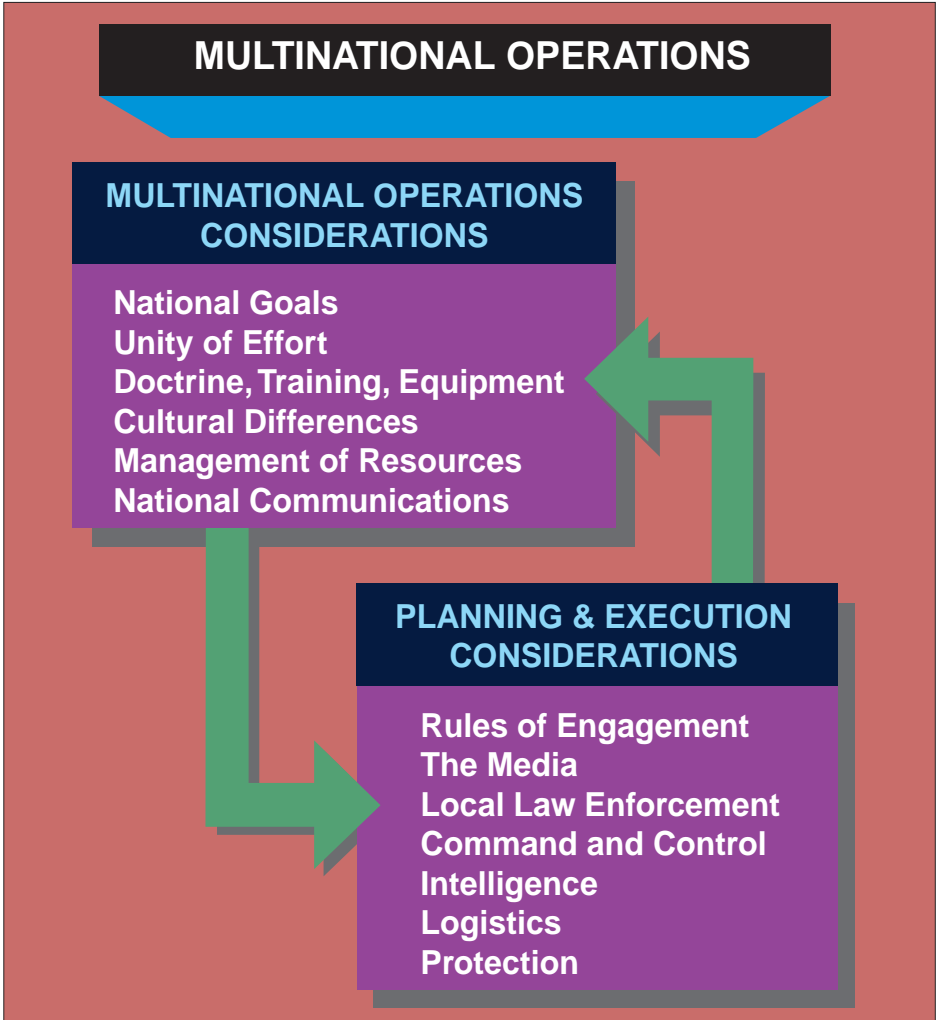 MULTINATIONAL OPERATIONS
MULTINATIONAL OPERATIONS
CONSIDERATIONS
National Goals
Unity of Effort
Doctrine, Training, Equipment
Cultural Differences
Management of Resources
National Communications
PLANNING & EXECUTION
CONSIDERATIONS
Rules of Engagement
The Media
Local Law Enforcement
Command and Control
Intelligence
Logistics
Protection